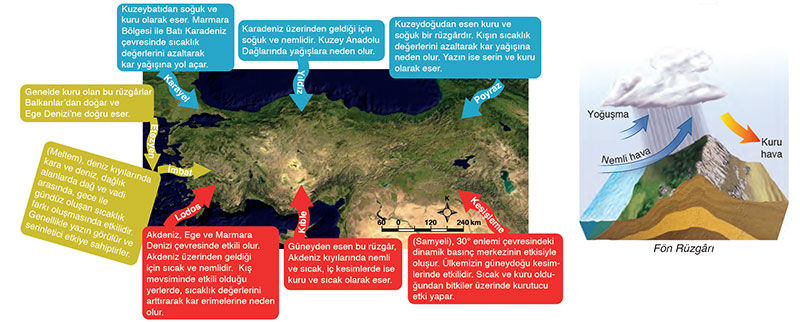 Kuzeybatıdan soğuk ve
kuru olarak eser. Marmara
Bölgesi ile Batı Karadeniz
çevresinde sıcaklık
değerlerini azaltarak
kar yağışına yol açar.
Karayel
Karadeniz üzerinden geldiği için
soğuk ve nemlidir. Kuzey Anadolu
Dağlarında yağışlara neden olur.
Yıldız
Kuzeydoğudan esen kuru ve
soğuk bir rüzgârdır. Kışın sıcaklık
değerlerini azaltarak kar yağışına
neden olur. Yazın ise serin ve kuru
olarak eser.
Poyraz
Genelde kuru olan bu rüzgârlar
Balkanlar'dan doğar ve
Ege Denizi'ne doğru eser.
Etezyen
(Meltem), deniz kıyılarında
kara ve deniz, dağlık
alanlarda dağ ve vadi
arasında, gece ile
gündüz oluşan sıcaklık
farkı oluşmasında etkilidir.
Genellikle yazın görülür ve
serinletici etkiye sahiptirler.
İmbat
Lodos
Akdeniz, Ege ve Marmara
Denizi çevresinde etkili olur.
Akdeniz üzerinden geldiği
için sıcak ve nemlidir. Kış
mevsiminde etkili olduğu
yerlerde, sıcaklık değerlerini
arttırarak kar erimelerine neden
olur.
Kıble
Güneyden esen bu rüzgâr,
Akdeniz kıyılarında nemli
ve sıcak, iç kesimlerde ise
kuru ve sıcak olarak eser.
Keşişleme
60 0 120 240 km
(Samyeli), 30° enlemi çevresindeki
dinamik basınç merkezinin etkisiyle
oluşur. Ülkemizin güneydoğu kesim-
lerinde etkilidir. Sıcak ve kuru oldu-
ğundan bitkiler üzerinde kurutucu
etki yapar.
Yoğuşma
Nemli hava
Kuru
hava
Fön Rüzgârı